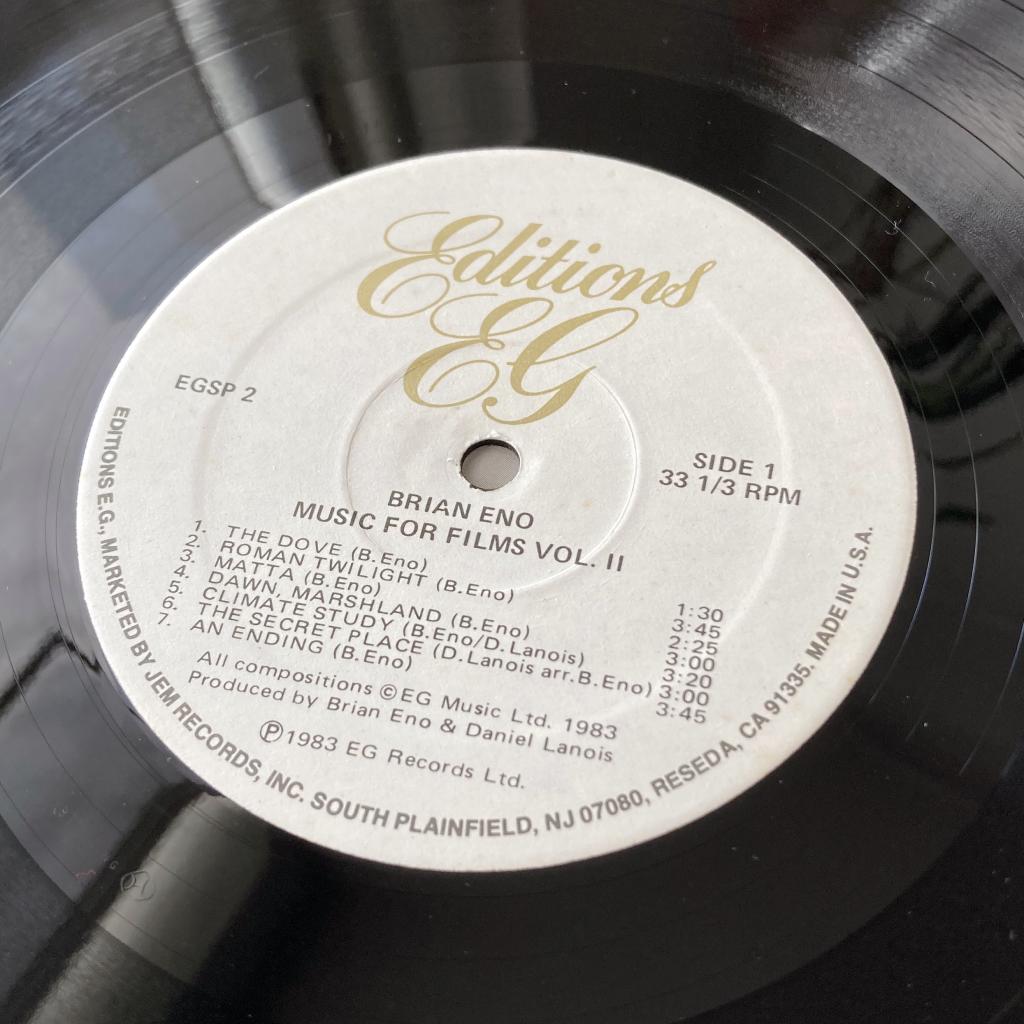 Editions
EG
EGSP 2
SIDE 1
33 1/3 RPM
BRIAN ENO
MUSIC FOR FILMS VOL. II
1. THE DOVE (B.Eno) 1:30
2. ROMAN TWILIGHT (B.Eno) 3:45
3. MATTA (B.Eno) 2:25
4. DAWN, MARSHLAND (B.Eno) 3:00
5. CLIMATE STUDY (B.Eno/D.Lanois) 3:20
6. THE SECRET PLACE (D.Lanois arr.B.Eno) 3:00
7. AN ENDING (B.Eno) 3:45
All compositions ©EG Music Ltd. 1983
Produced by Brian Eno & Daniel Lanois
℗1983 EG Records Ltd.
EDITIONS E.G., MARKETED BY JEM RECORDS, INC. SOUTH PLAINFIELD, NJ 07080, RESEDA, CA 91335. MADE IN U.S.A.